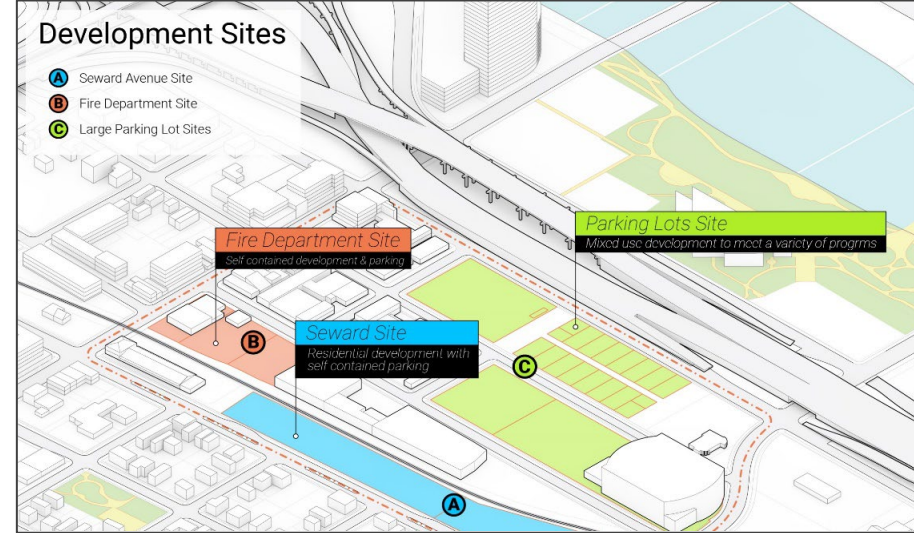 Development Sites
A Seward Avenue Site
B Fire Department Site
C Large Parking Lot Sites
Parking Lots Site
Mixed use development to meet a variety of progrms
Fire Department Site
Self contained development & parking
Seward Site
Residential development with
self contained parking
B
C
A